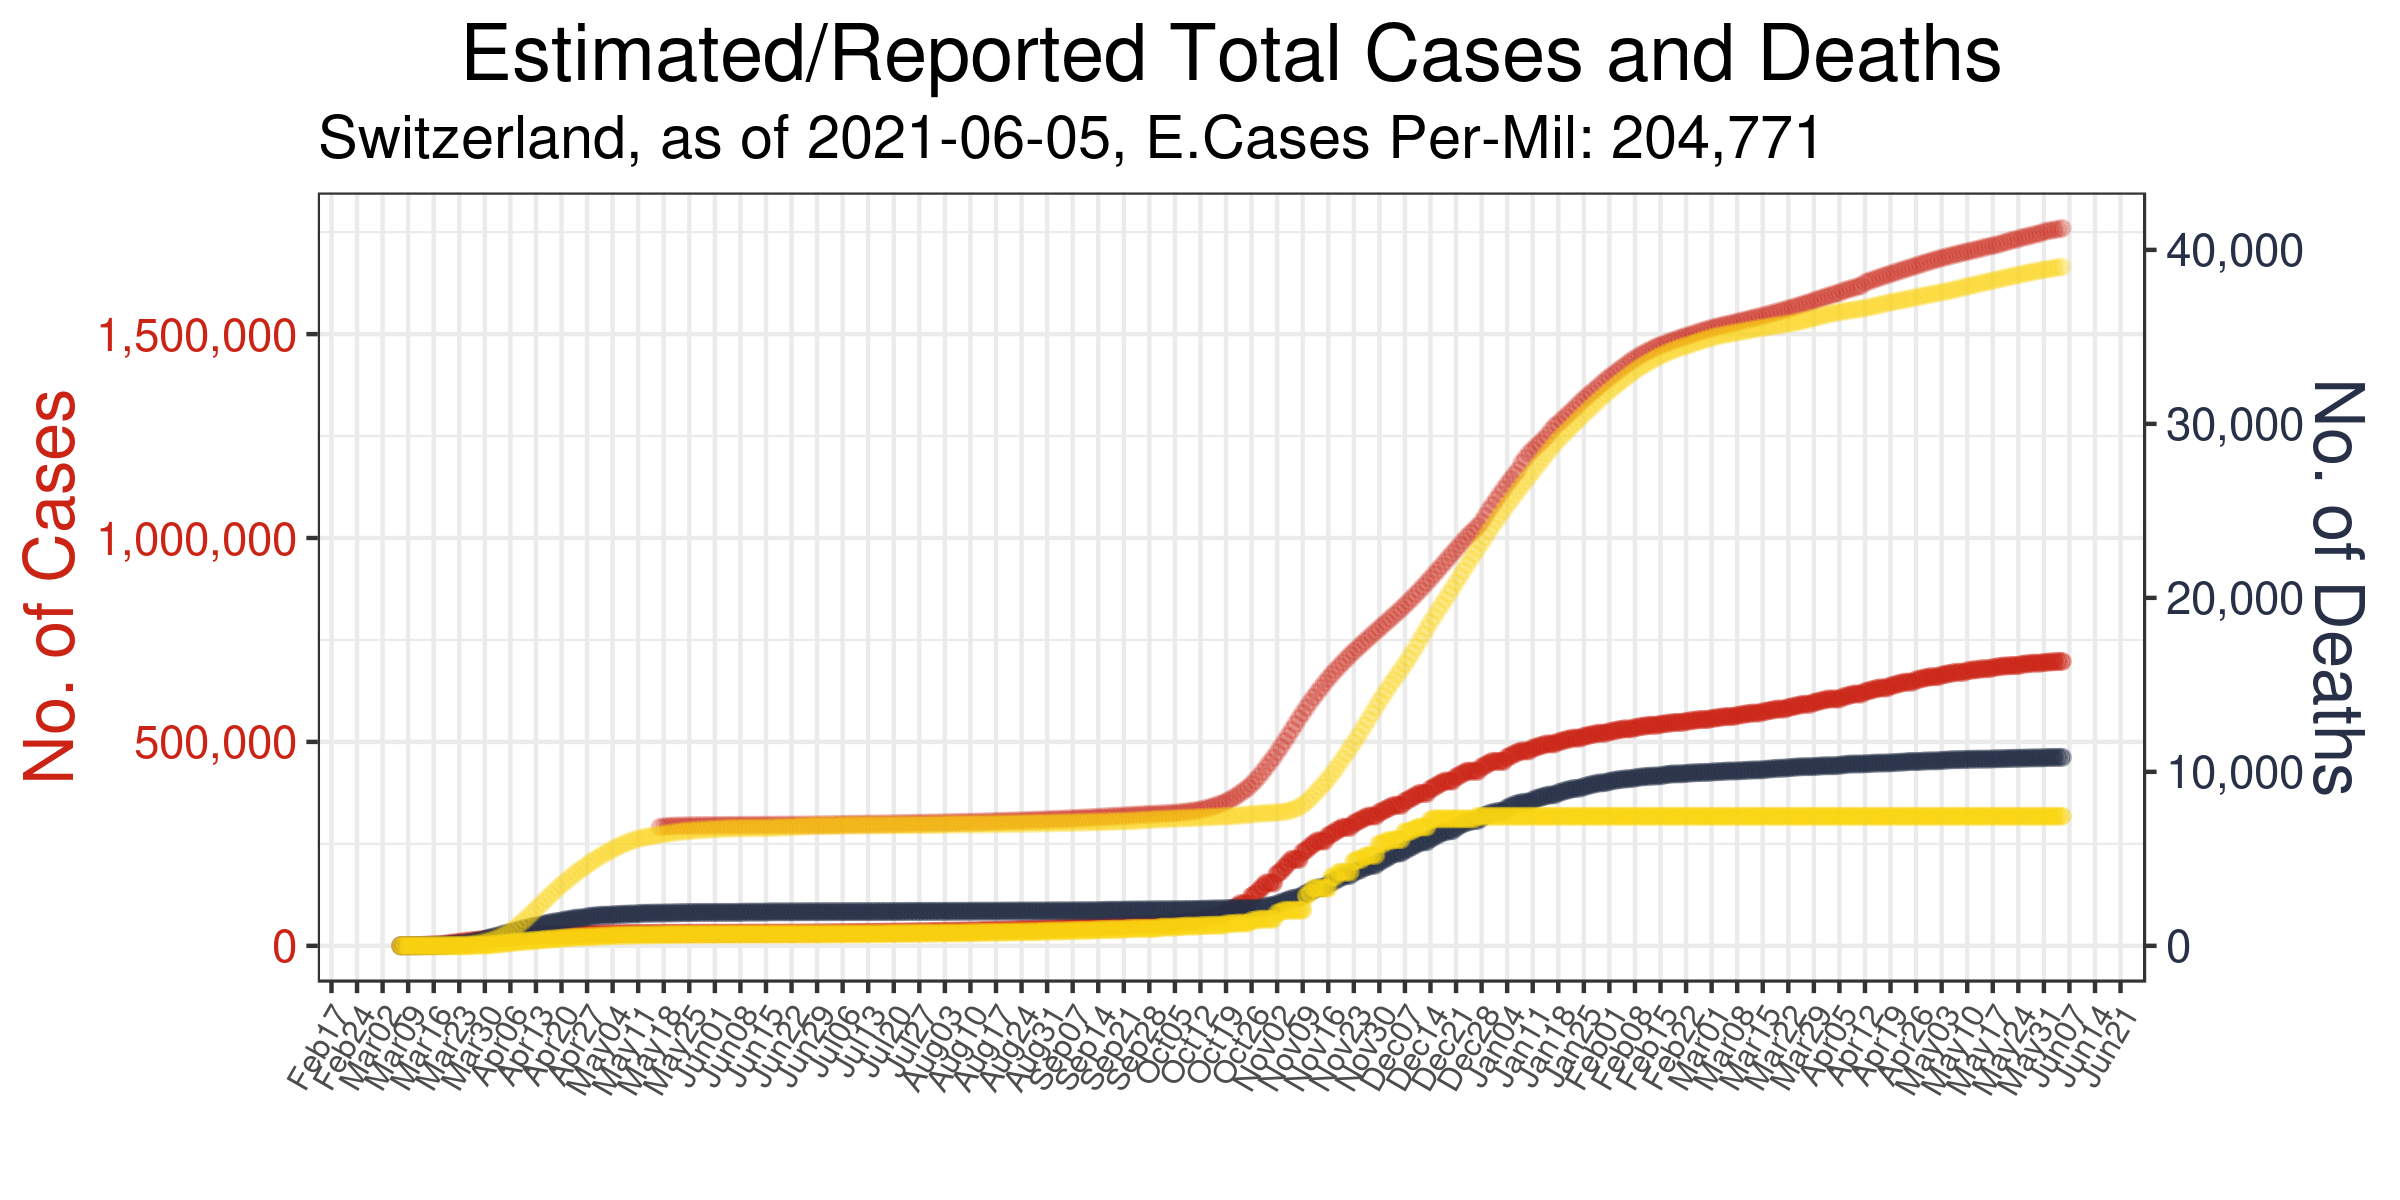 Estimated/Reported Total Cases and Deaths
Switzerland, as of 2021-06-05, E.Cases Per-Mil: 204,771
No. of Cases
1,500,000
1,000,000
500,000
0
40,000
30,000
20,000
10,000
0
No. of Deaths
Feb17
Feb24
Mar02
Mar09
Mar16
Mar23
Mar30
Apr06
Apr13
Apr20
Apr27
May04
May11
May18
May25
Jun01
Jun08
Jun15
Jun22
Jun29
Jul06
Jul13
Jul20
Jul27
Aug03
Aug10
Aug17
Aug24
Aug31
Sep07
Sep14
Sep21
Sep28
Oct05
Oct12
Oct19
Oct26
Nov02
Nov09
Nov16
Nov23
Nov30
Dec07
Dec14
Dec21
Dec28
Jan04
Jan11
Jan18
Jan25
Feb01
Feb08
Feb15
Feb22
Mar01
Mar08
Mar15
Mar22
Mar29
Apr05
Apr12
Apr19
Apr26
May03
May10
May17
May24
May31
Jun07
Jun14
Jun21